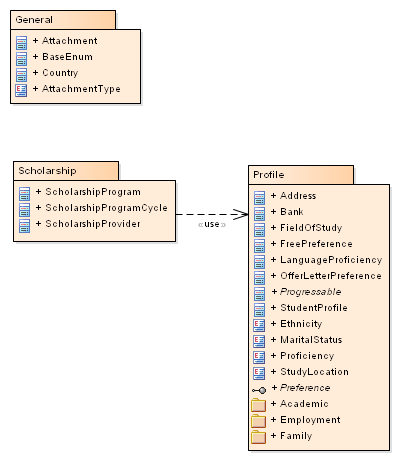 General
+ Attachment
+ BaseEnum
+ Country
+ AttachmentType
Scholarship
+ ScholarshipProgram
+ ScholarshipProgramCycle
+ ScholarshipProvider
«use»
Profile
+ Address
+ Bank
+ FieldOfStudy
+ FreePreference
+ LanguageProficiency
+ OfferLetterPreference
+ Progressable
+ StudentProfile
+ Ethnicity
+ MaritalStatus
+ Proficiency
+ StudyLocation
+ Preference
+ Academic
+ Employment
+ Family